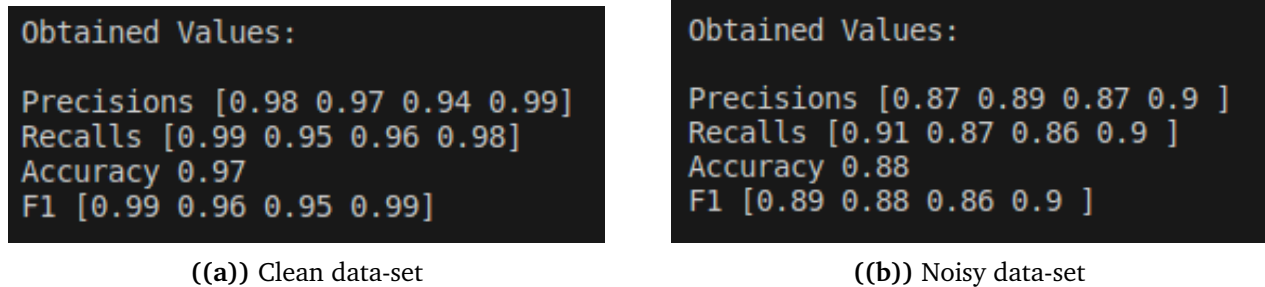 Obtained Values:
Precisions [0.98 0.97 0.94 0.99]
Recalls [0.99 0.95 0.96 0.98]
Accuracy 0.97
F1 [0.99 0.96 0.95 0.99]
((a)) Clean data-set
Obtained Values:
Precisions [0.87 0.89 0.87 0.9 ]
Recalls [0.91 0.87 0.86 0.9 ]
Accuracy 0.88
F1 [0.89 0.88 0.86 0.9 ]
((b)) Noisy data-set